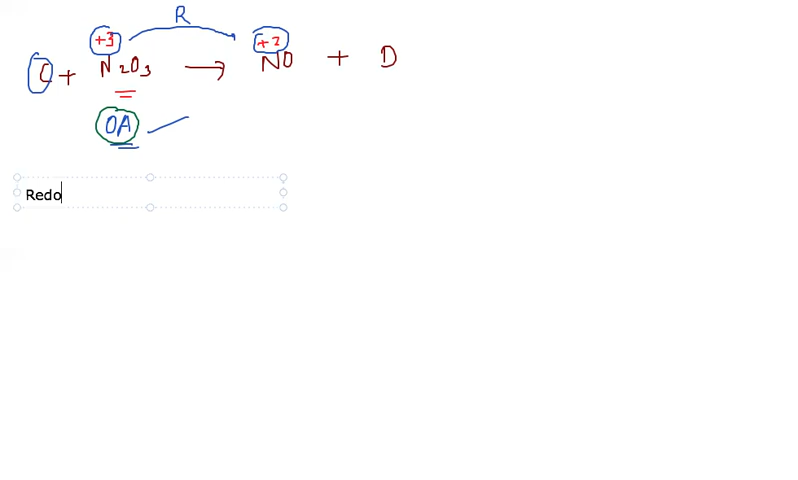 R
+3 +2
C + N2O3 → NO + D
OA
Redo